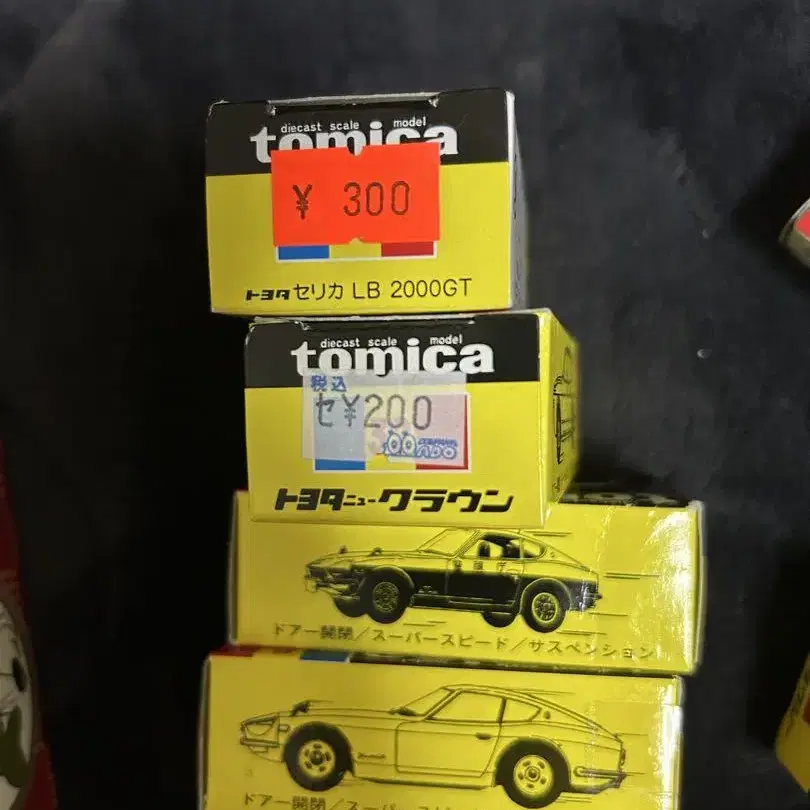 diecast scale model
tomica
¥ 300
トヨタ セリカ LB 2000GT
diecast scale model
tomica
税込
セ¥200
トヨタニュークラウン
警視庁
ドアー開閉/スーパースピード/サスペンション
ドアー開閉/スーパー